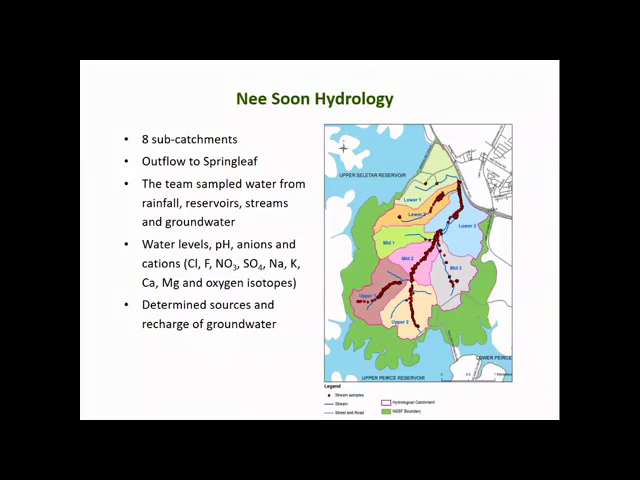 Nee Soon Hydrology
• 8 sub-catchments
• Outflow to Springleaf
• The team sampled water from
rainfall, reservoirs, streams
and groundwater
• Water levels, pH, anions and
cations (Cl, F, NO3, SO4, Na, K,
Ca, Mg and oxygen isotopes)
• Determined sources and
recharge of groundwater
UPPER SELETAR RESERVOIR
Lower 1
Lower 2
Lower 3
Mid 1
Mid 2
Mid 3
Upper 1
Upper 2
LOWER PEIRCE
UPPER PEIRCE RESERVOIR
Legend
Stream samples
Stream
Street and Road
Hydrological Catchment
NSSF Boundary